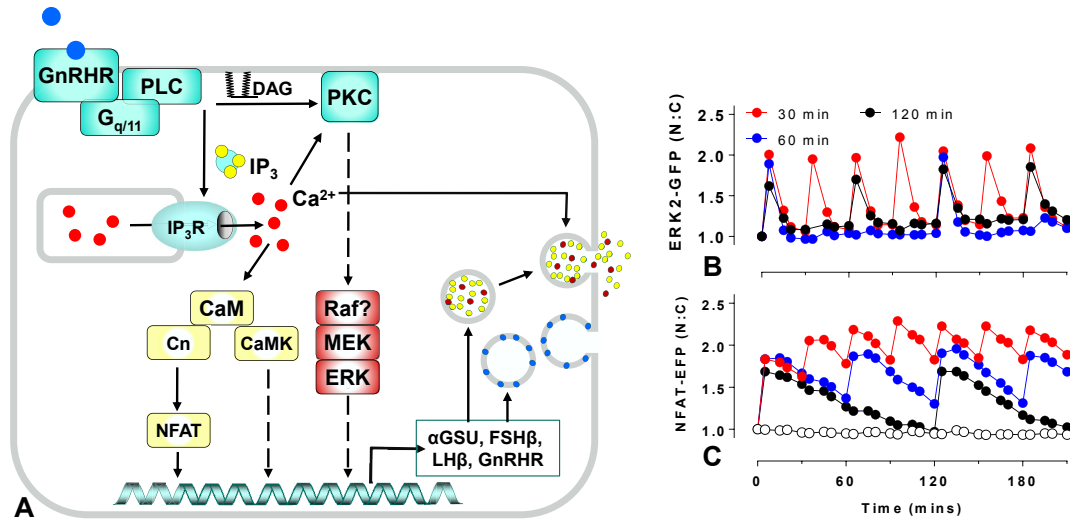 GnRHR
PLC
Gq/11
DAG
PKC
IP3
Ca2+
IP3R
CaM
Cn
CaMK
NFAT
Raf?
MEK
ERK
αGSU, FSHβ,
LHβ, GnRHR
A
30 min
120 min
60 min
ERK2-GFP (N:C)
2.5
2.0
1.5
1.0
B
NFAT-EFP (N:C)
2.5
2.0
1.5
1.0
C
0
60
120
180
Time (mins)